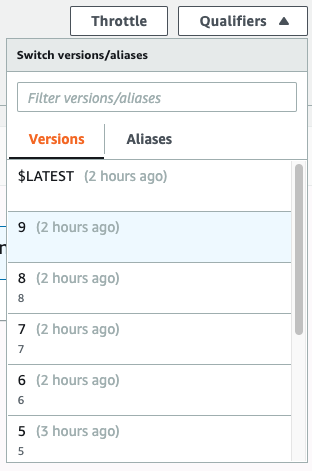 Throttle Qualifiers
Switch versions/aliases
Filter versions/aliases
Versions Aliases
$LATEST (2 hours ago)
9 (2 hours ago)
8 (2 hours ago)
8
7 (2 hours ago)
7
6 (2 hours ago)
6
5 (3 hours ago)
5